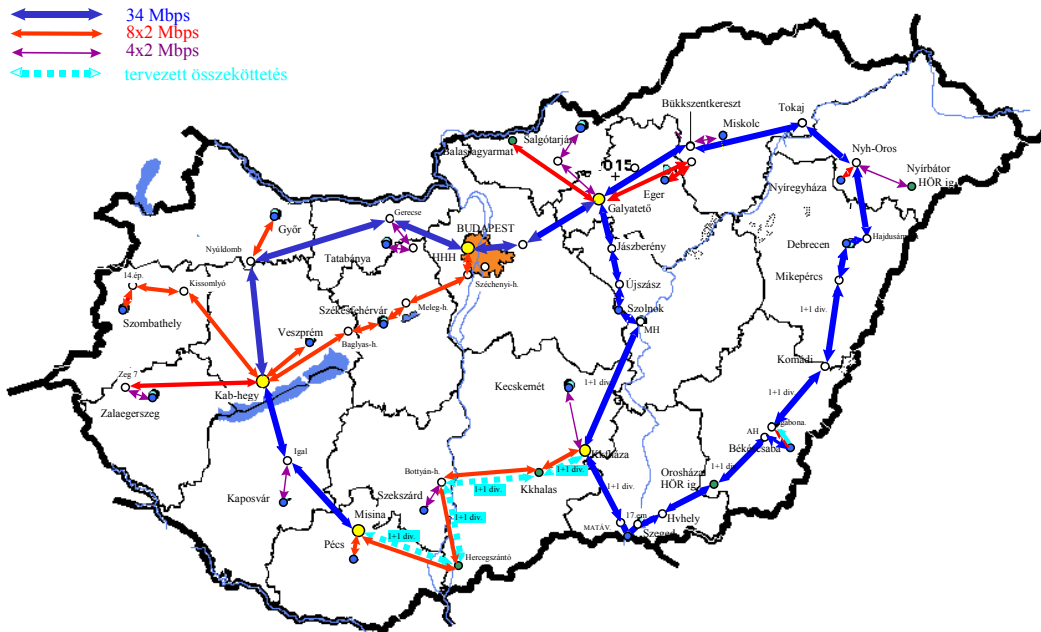 34 Mbps
8x2 Mbps
4x2 Mbps
tervezett összeköttetés
Tokaj
Bükkszentkereszt
Miskolc
Salgótarján
Balassagyarmat
015
Nyh-Oros
Nyírbátor
HÖR ig.
Nyíregyháza
Eger
Galyatető
Gerecse
BUDAPEST
Győr
Nyúldomb
Tatabánya
HHH
Jászberény
Debrecen
Hajdusámson
Széchenyi-h.
Mikepércs
14.ép.
Kissomlyó
Újszász
Szombathely
Székesfehérvár
Meleg-h.
Szolnok
MH
1+1 div.
Veszprém
Baglyas-h.
Komádi
Zeg 7
Kecskemét
1+1 div.
1+1 div.
Zalaegerszeg
Kab-hegy
AH
Békéscsaba
Igal
Bottyán-h.
1+1 div.
Kkhalas
Orosháza
HÖR ig.
1+1 div.
Kaposvár
Szekszárd
1+1 div.
1+1 div.
Misina
1+1 div.
17 em.
Hvhely
MATÁV.
Szeged
Pécs
1+1 div.
Hercegszántó